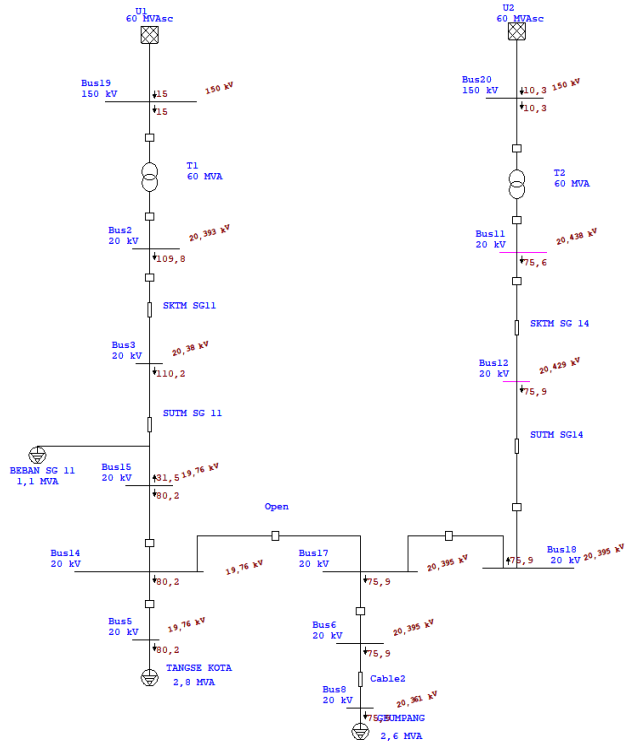 U1
60 MVAsc
Bus19
150 kV
15
15
150 kV
T1
60 MVA
Bus2
20 kV
20,393 kV
109,8
SKTM SG11
Bus3
20 kV
20,38 kV
110,2
SUTM SG 11
BEBAN SG 11
1,1 MVA
Bus15
20 kV
31,5
19,76 kV
80,2
Open
Bus14
20 kV
19,76 kV
80,2
Bus5
20 kV
19,76 kV
80,2
TANGSE KOTA
2,8 MVA
U2
60 MVAsc
Bus20
150 kV
10,3
150 kV
10,3
T2
60 MVA
Bus11
20 kV
20,438 kV
75,6
SKTM SG 14
Bus12
20 kV
20,429 kV
75,9
SUTM SG14
Bus18
20 kV
75,9
20,395 kV
Bus17
20 kV
20,395 kV
75,9
Bus6
20 kV
20,395 kV
75,9
Cable2
Bus8
20 kV
20,361 kV
2,6 MVA